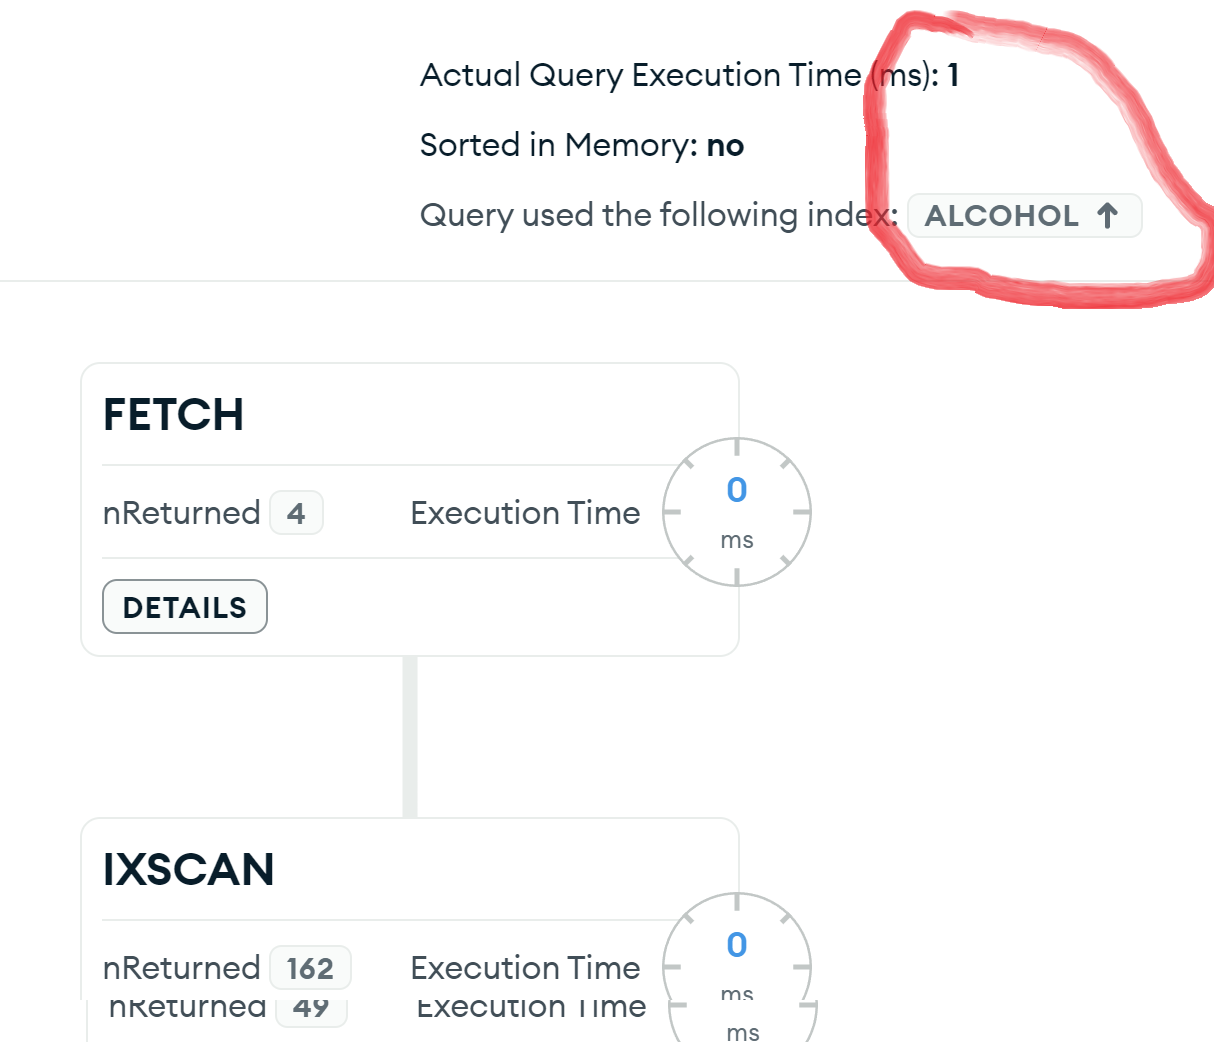 Actual Query Execution Time (ms): 1
Sorted in Memory: no
Query used the following index: ALCOHOL ↑
FETCH
nReturned 4 Execution Time 0 ms
DETAILS
IXSCAN
nReturned 162 Execution Time 0 ms
nReturned 49 Execution Time ms